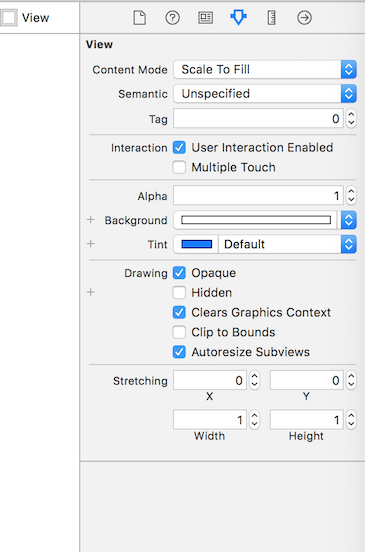 View
View
Content Mode Scale To Fill
Semantic Unspecified
Tag 0
Interaction User Interaction Enabled
Multiple Touch
Alpha 1
+ Background
+ Tint Default
Drawing Opaque
+ Hidden
Clears Graphics Context
Clip to Bounds
Autoresize Subviews
Stretching 0 0
X Y
1 1
Width Height